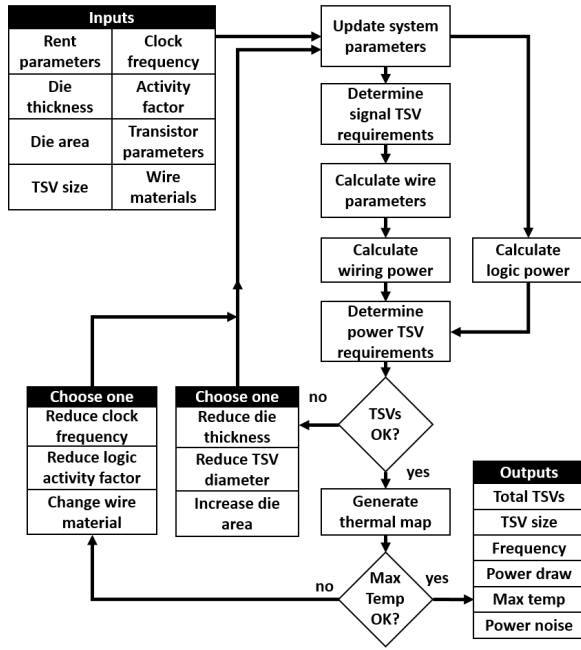 Inputs
Rent
parameters
Clock
frequency
Die
thickness
Activity
factor
Die area
Transistor
parameters
TSV size
Wire
materials
Update system
parameters
Determine
signal TSV
requirements
Calculate wire
parameters
Calculate
wiring power
Calculate
logic power
Determine
power TSV
requirements
TSVs
OK?
no
yes
Choose one
Reduce clock
frequency
Reduce logic
activity factor
Change wire
material
Choose one
Reduce die
thickness
Reduce TSV
diameter
Increase die
area
Generate
thermal map
Max
Temp
OK?
no
yes
Outputs
Total TSVs
TSV size
Frequency
Power draw
Max temp
Power noise